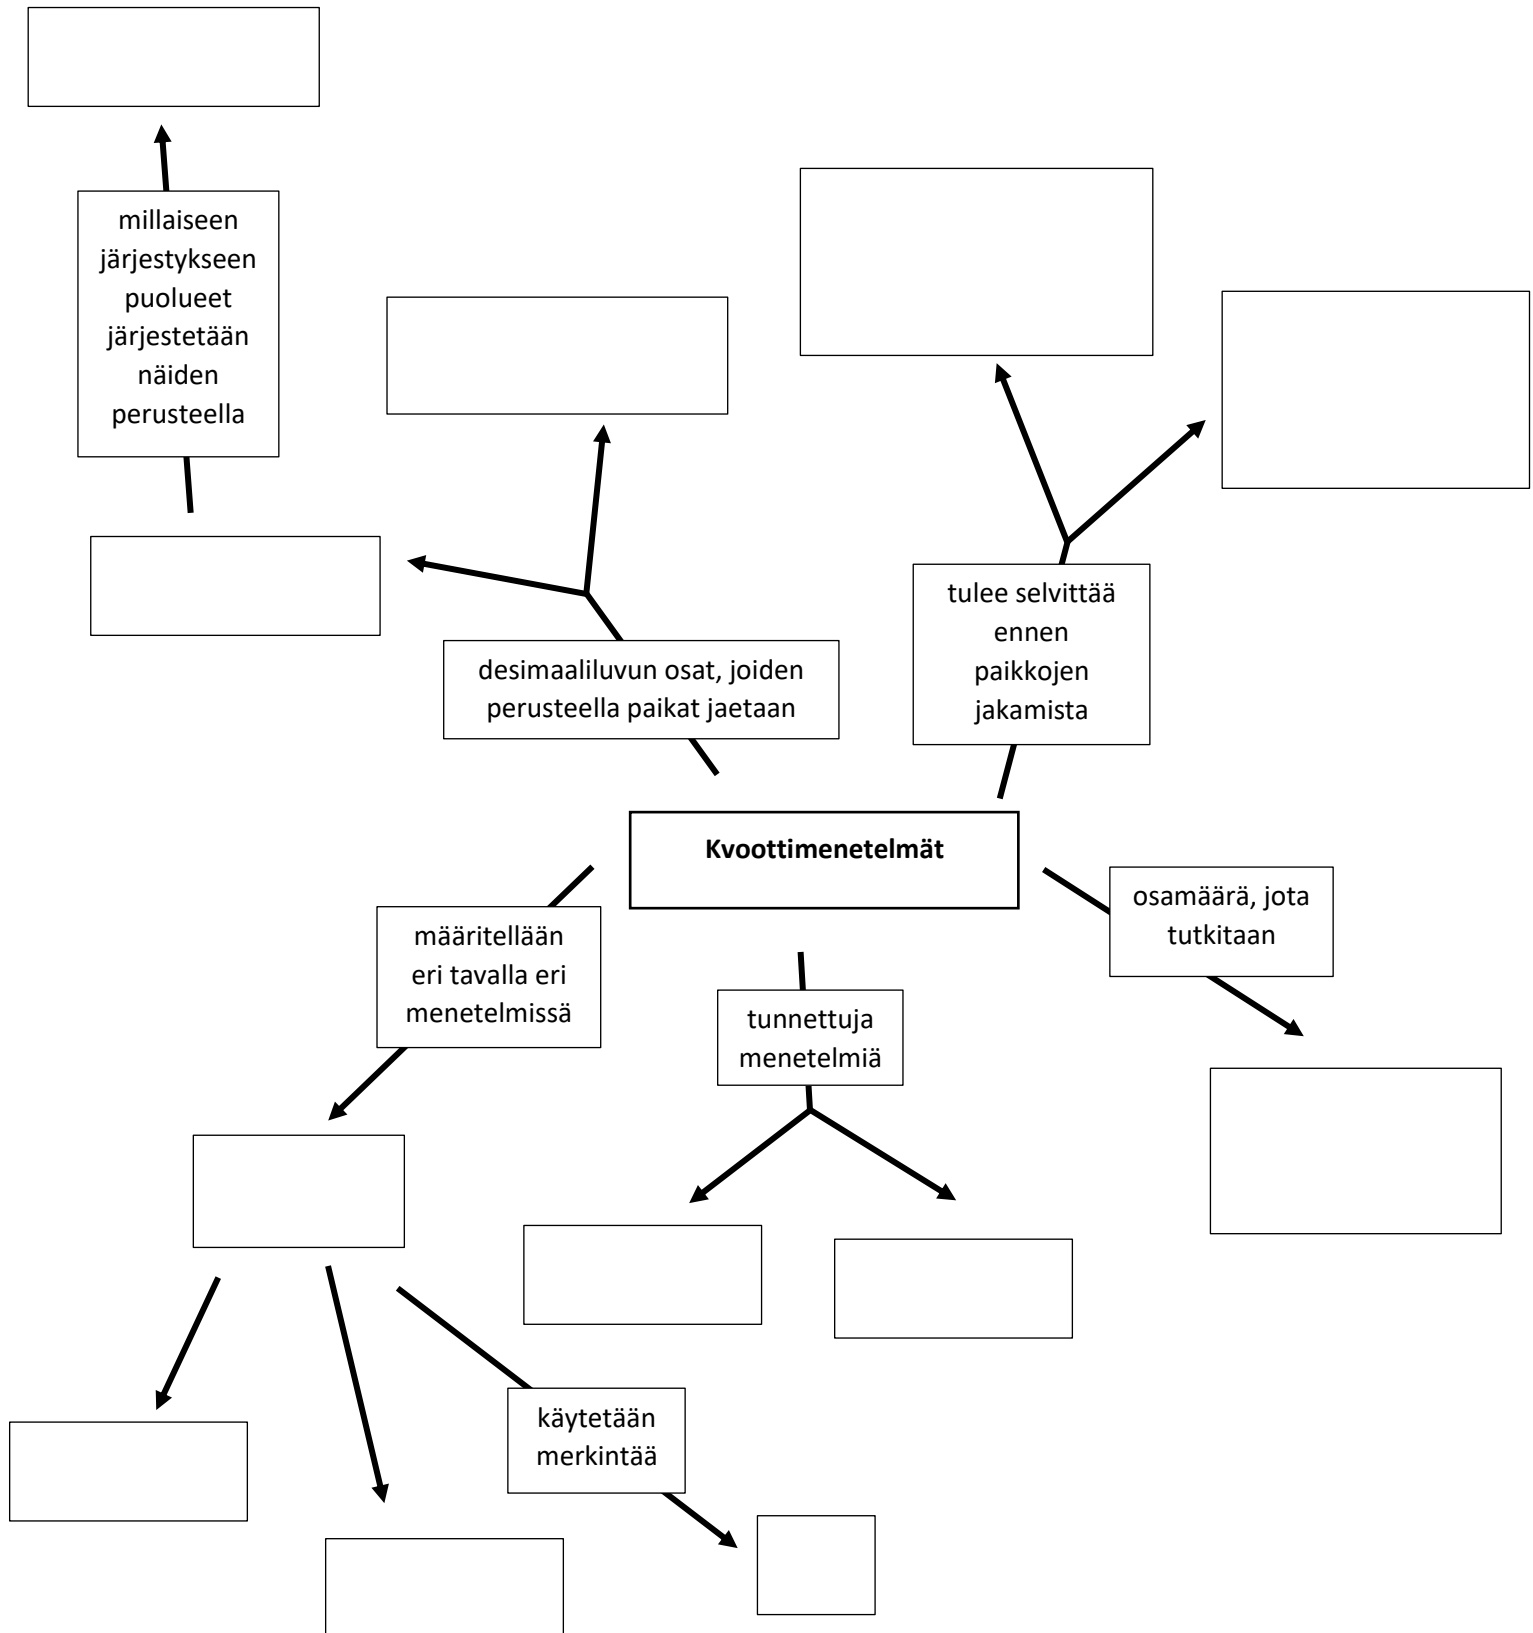 millaiseen
järjestykseen
puolueet
järjestetään
näiden
perusteella
tulee selvittää
ennen
paikkojen
jakamista
desimaaliluvun osat, joiden
perusteella paikat jaetaan
Kvoottimenetelmät
osamäärä, jota
tutkitaan
määritellään
eri tavalla eri
menetelmissä
tunnettuja
menetelmiä
käytetään
merkintää